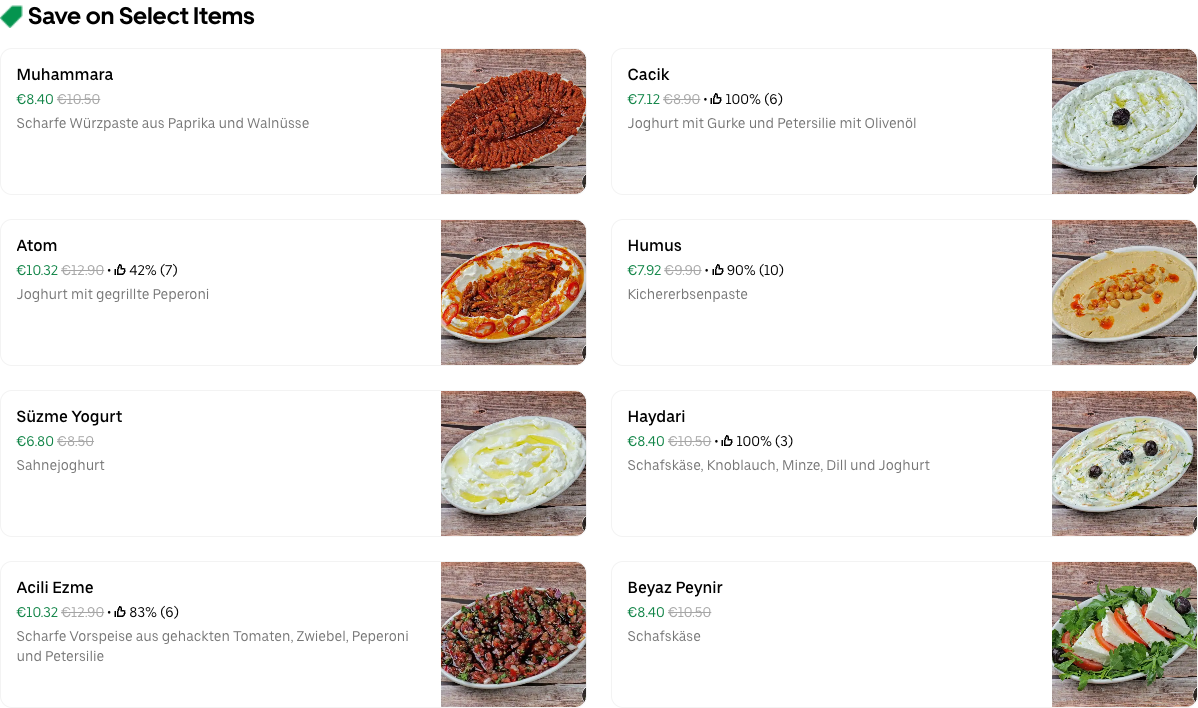 Save on Select Items
Muhammara
€8.40 €10.50
Scharfe Würzpaste aus Paprika und Walnüsse
Cacik
€7.12 €8.90 • 100% (6)
Joghurt mit Gurke und Petersilie mit Olivenöl
Atom
€10.32 €12.90 • 42% (7)
Joghurt mit gegrillte Peperoni
Humus
€7.92 €9.90 • 90% (10)
Kichererbsenpaste
Süzme Yogurt
€6.80 €8.50
Sahnejoghurt
Haydari
€8.40 €10.50 • 100% (3)
Schafskäse, Knoblauch, Minze, Dill und Joghurt
Acili Ezme
€10.32 €12.90 • 83% (6)
Scharfe Vorspeise aus gehackten Tomaten, Zwiebel, Peperoni
und Petersilie
Beyaz Peynir
€8.40 €10.50
Schafskäse